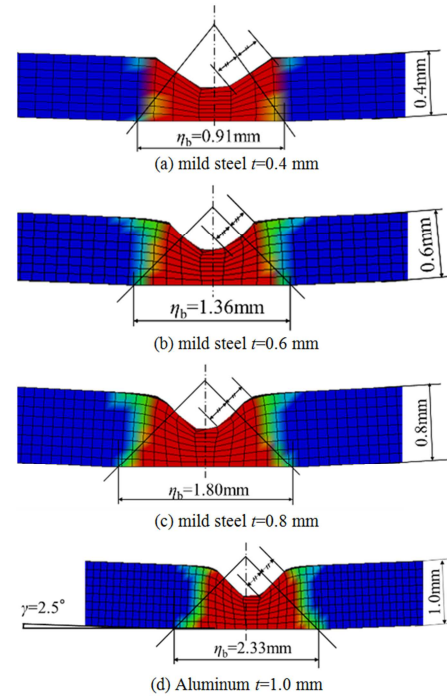 0.4mm
ηb=0.91mm
(a) mild steel t=0.4 mm
0.6mm
ηb=1.36mm
(b) mild steel t=0.6 mm
0.8mm
ηb=1.80mm
(c) mild steel t=0.8 mm
γ=2.5°
1.0mm
ηb=2.33mm
(d) Aluminum t=1.0 mm